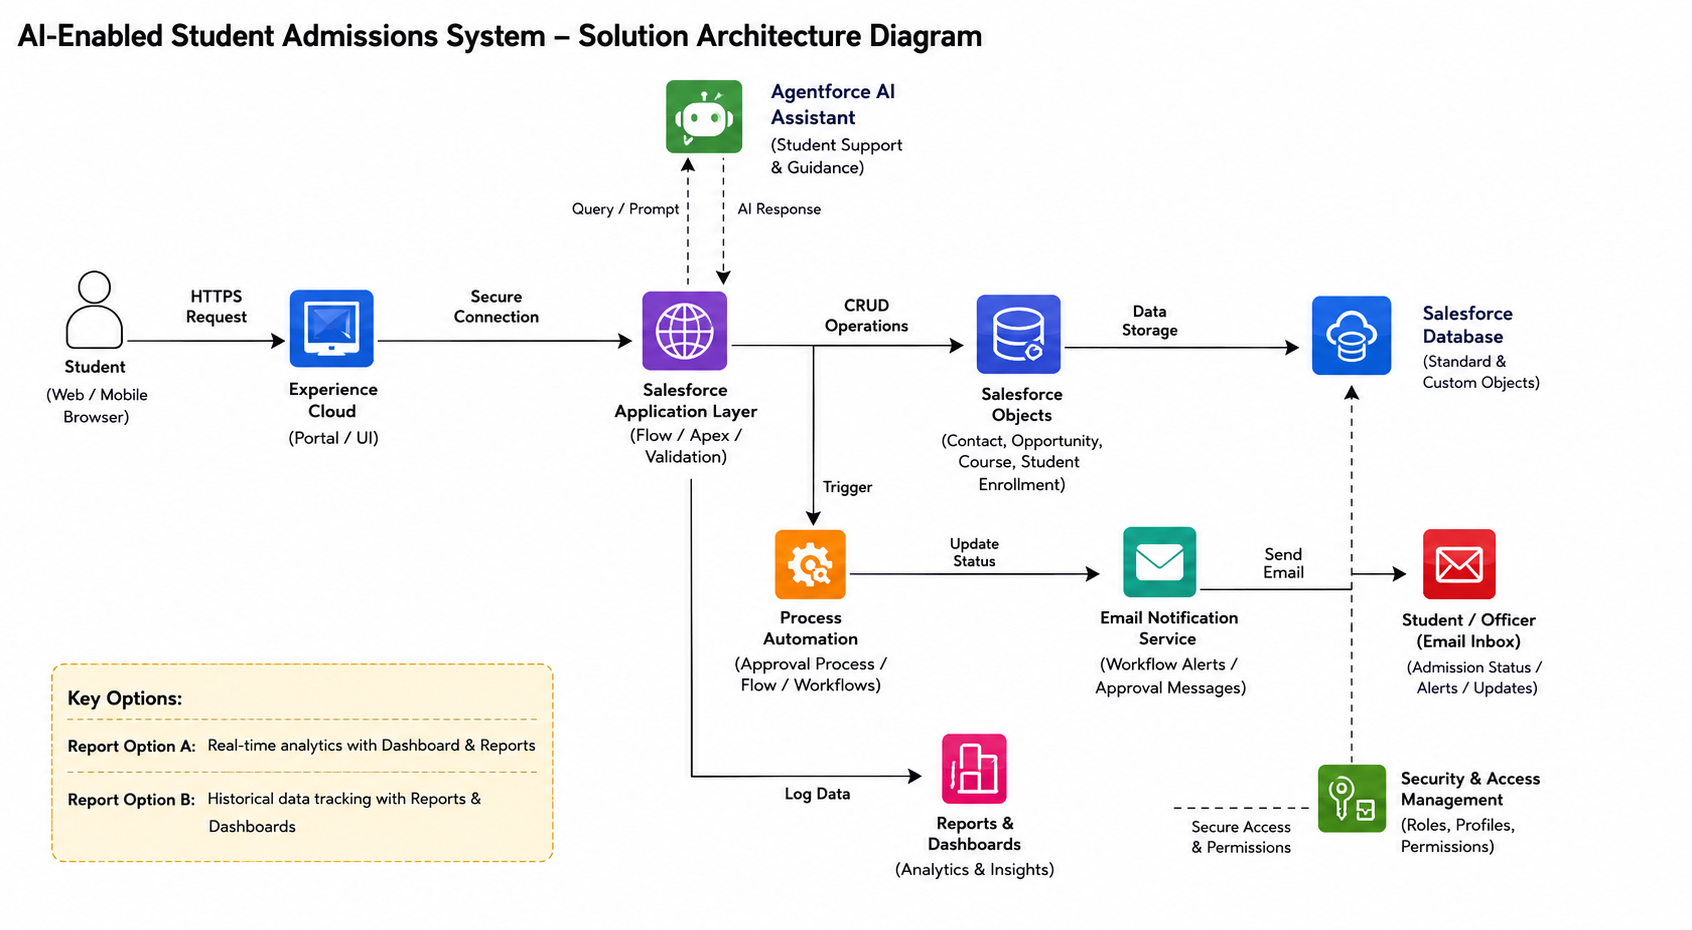 AI-Enabled Student Admissions System – Solution Architecture Diagram
Agentforce AI
Assistant
(Student Support
& Guidance)
Query / Prompt
AI Response
HTTPS
Request
Secure
Connection
CRUD
Operations
Data
Storage
Salesforce
Database
(Standard &
Custom Objects)
Student
(Web / Mobile
Browser)
Experience
Cloud
(Portal / UI)
Salesforce
Application Layer
(Flow / Apex /
Validation)
Salesforce
Objects
(Contact, Opportunity,
Course, Student
Enrollment)
Trigger
Update
Status
Send
Email
Process
Automation
(Approval Process /
Flow / Workflows)
Email Notification
Service
(Workflow Alerts /
Approval Messages)
Student / Officer
(Email Inbox)
(Admission Status /
Alerts / Updates)
Key Options:
Report Option A: Real-time analytics with Dashboard & Reports
Report Option B: Historical data tracking with Reports &
Dashboards
Log Data
Reports &
Dashboards
(Analytics & Insights)
Secure Access
& Permissions
Security & Access
Management
(Roles, Profiles,
Permissions)